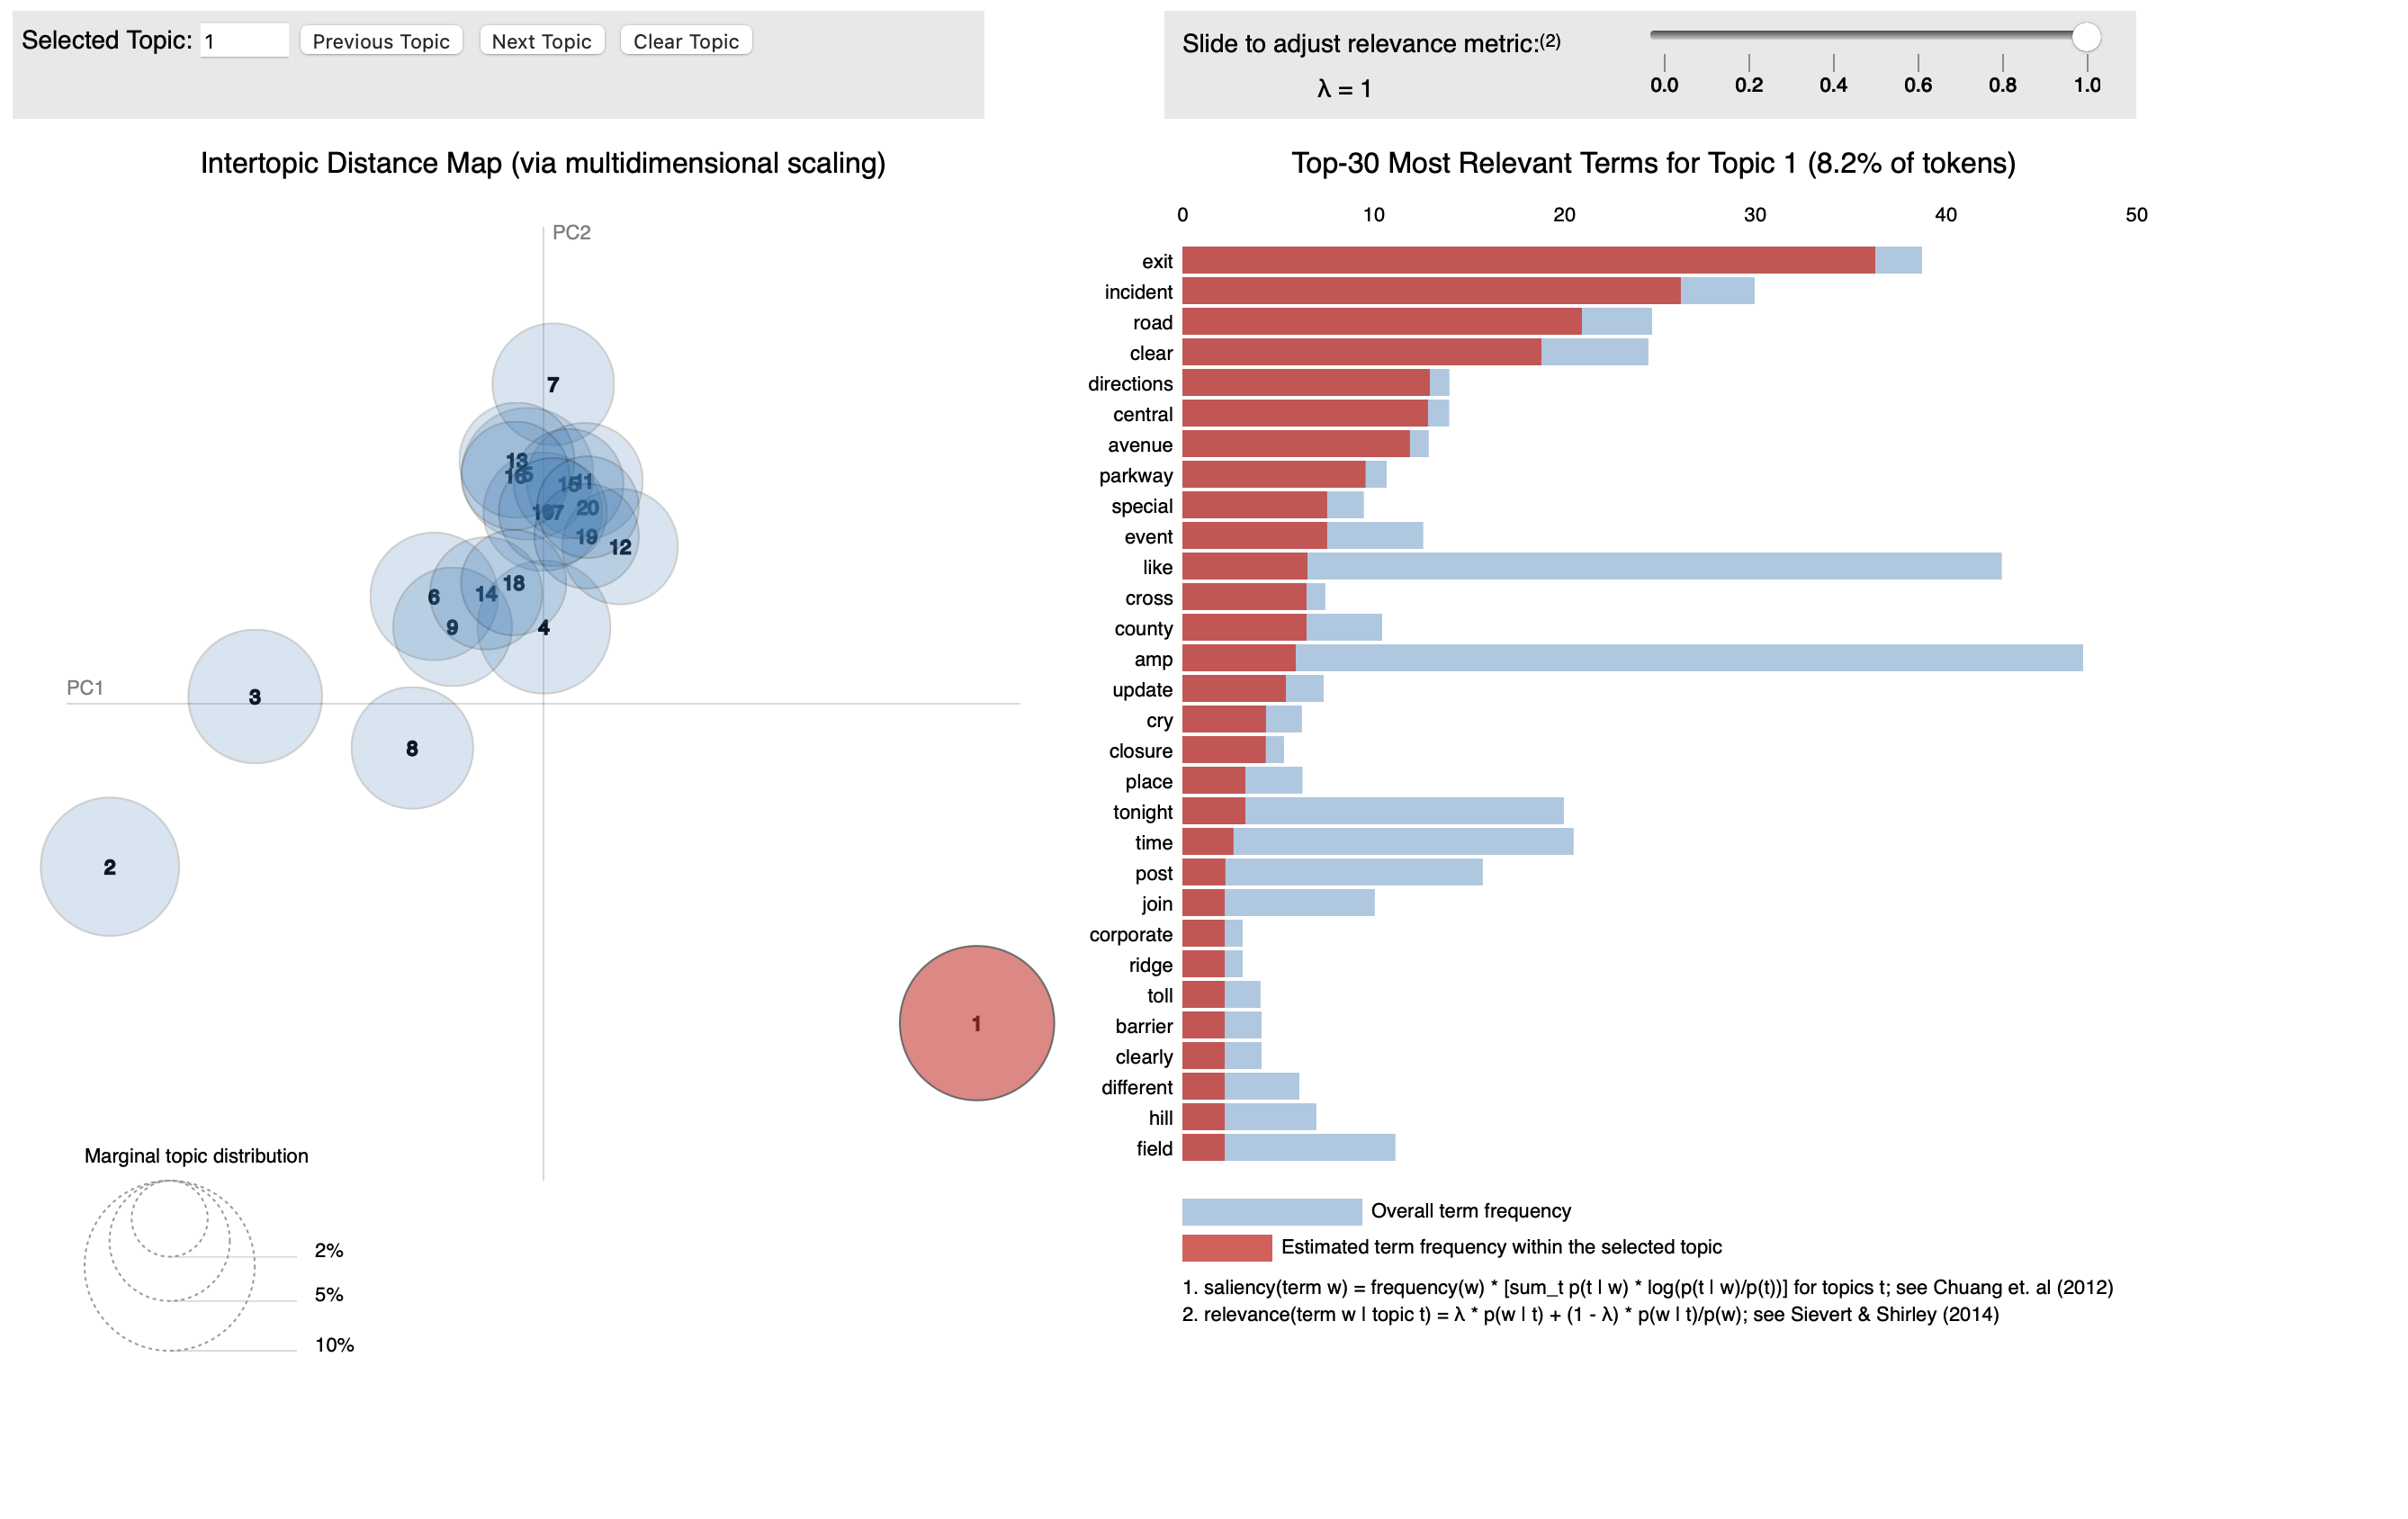 Selected Topic: 1 Previous Topic Next Topic Clear Topic
Slide to adjust relevance metric:(2)
λ = 1
0.0 0.2 0.4 0.6 0.8 1.0
Intertopic Distance Map (via multidimensional scaling)
PC2
PC1
7
13
16
5
15
11
20
17
19
12
18
14
6
9
4
3
8
2
1
Marginal topic distribution
2%
5%
10%
Top-30 Most Relevant Terms for Topic 1 (8.2% of tokens)
0 10 20 30 40 50
exit
incident
road
clear
directions
central
avenue
parkway
special
event
like
cross
county
amp
update
cry
closure
place
tonight
time
post
join
corporate
ridge
toll
barrier
clearly
different
hill
field
Overall term frequency
Estimated term frequency within the selected topic
1. saliency(term w) = frequency(w) * [sum_t p(t | w) * log(p(t | w)/p(t))] for topics t; see Chuang et. al (2012)
2. relevance(term w | topic t) = λ * p(w | t) + (1 - λ) * p(w | t)/p(w); see Sievert & Shirley (2014)